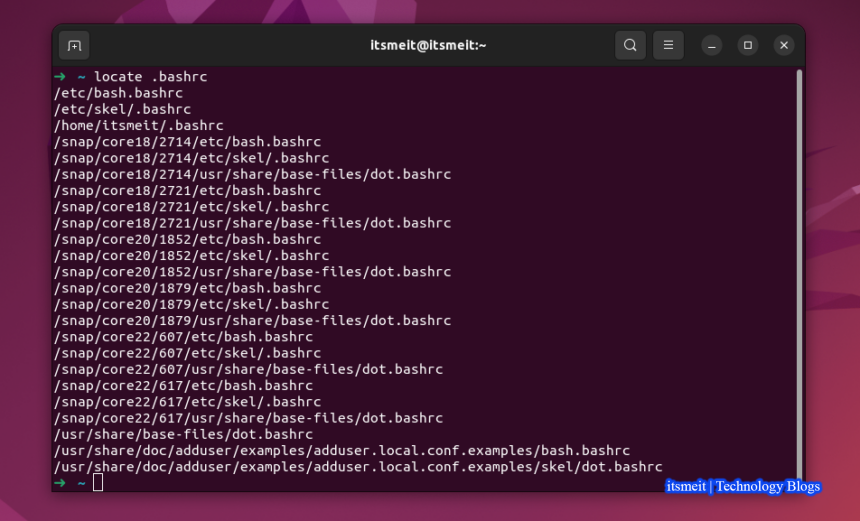 itsmeit@itsmeit:~
➜ ~ locate .bashrc
/etc/bash.bashrc
/etc/skel/.bashrc
/home/itsmeit/.bashrc
/snap/core18/2714/etc/bash.bashrc
/snap/core18/2714/etc/skel/.bashrc
/snap/core18/2714/usr/share/base-files/dot.bashrc
/snap/core18/2721/etc/bash.bashrc
/snap/core18/2721/etc/skel/.bashrc
/snap/core18/2721/usr/share/base-files/dot.bashrc
/snap/core20/1852/etc/bash.bashrc
/snap/core20/1852/etc/skel/.bashrc
/snap/core20/1852/usr/share/base-files/dot.bashrc
/snap/core20/1879/etc/bash.bashrc
/snap/core20/1879/etc/skel/.bashrc
/snap/core20/1879/usr/share/base-files/dot.bashrc
/snap/core22/607/etc/bash.bashrc
/snap/core22/607/etc/skel/.bashrc
/snap/core22/607/usr/share/base-files/dot.bashrc
/snap/core22/617/etc/bash.bashrc
/snap/core22/617/etc/skel/.bashrc
/snap/core22/617/usr/share/base-files/dot.bashrc
/usr/share/base-files/dot.bashrc
/usr/share/doc/adduser/examples/adduser.local.conf.examples/bash.bashrc
/usr/share/doc/adduser/examples/adduser.local.conf.examples/skel/dot.bashrc
➜ ~
itsmeit | Technology Blogs